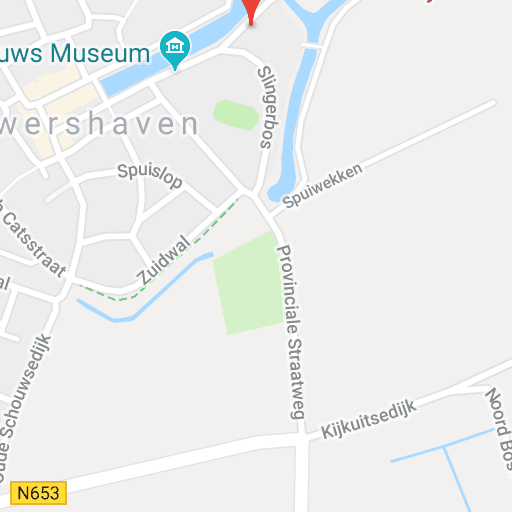 uws Museum
wershaven
Slingerbos
Spuislop
Spuiwekken
Catsstraat
Zuidwal
Provinciale Straatweg
Oude Schouwsedijk
Kijkuitsedijk
Noord Bos
N653